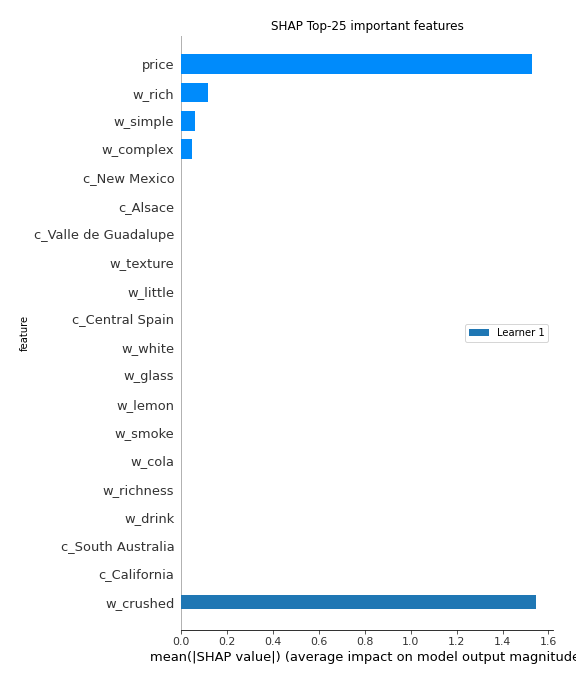 SHAP Top-25 important features
price
w_rich
w_simple
w_complex
c_New Mexico
c_Alsace
c_Valle de Guadalupe
w_texture
w_little
c_Central Spain
w_white
w_glass
w_lemon
w_smoke
w_cola
w_richness
w_drink
c_South Australia
c_California
w_crushed
feature
Learner 1
0.0 0.2 0.4 0.6 0.8 1.0 1.2 1.4 1.6
mean(|SHAP value|) (average impact on model output magnitude